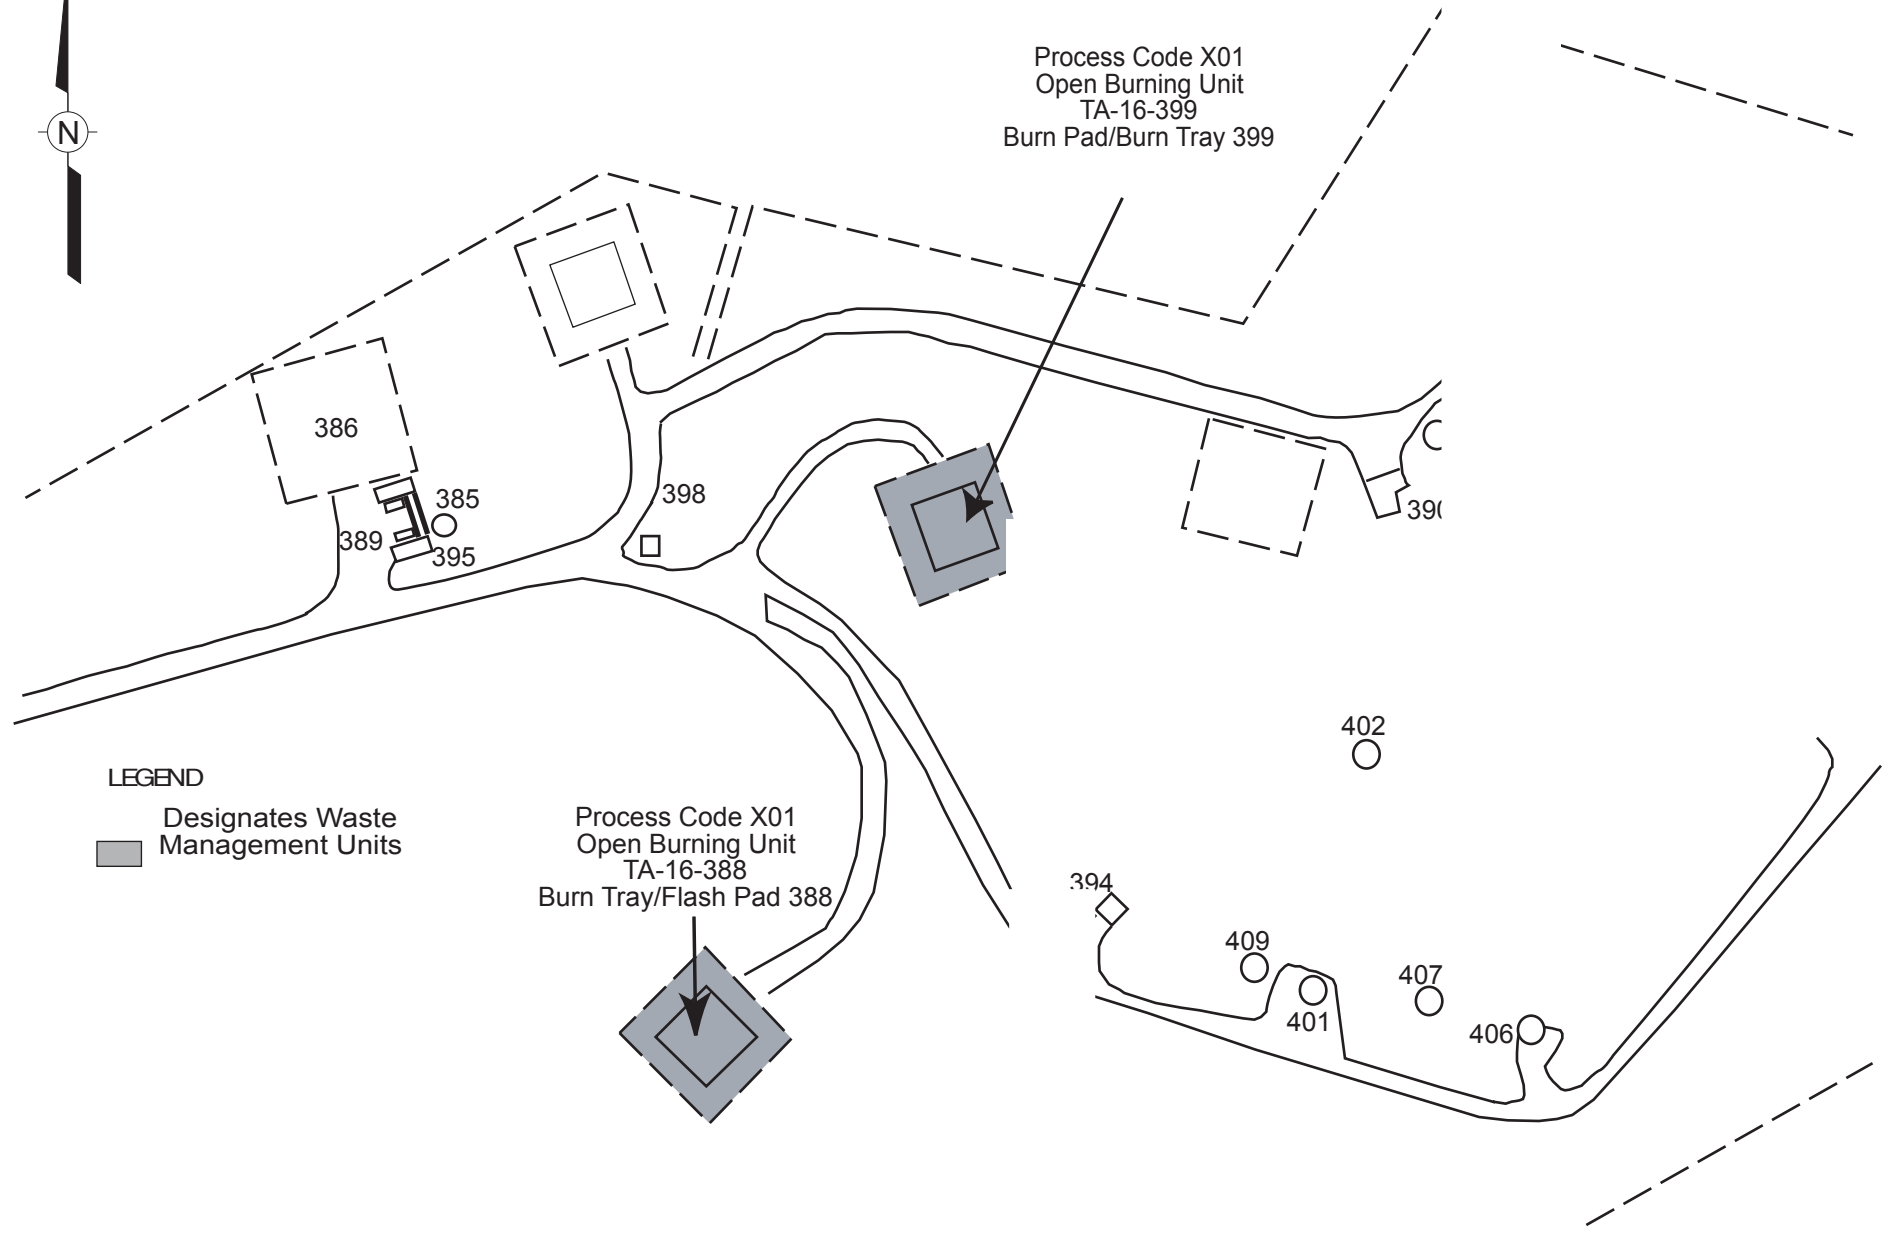 Process Code X01
Open Burning Unit
TA-16-399
Burn Pad/Burn Tray 399
N
386
385
398
389
395
390
402
LEGEND
Designates Waste
Management Units
Process Code X01
Open Burning Unit
TA-16-388
Burn Tray/Flash Pad 388
394
409
407
401
406